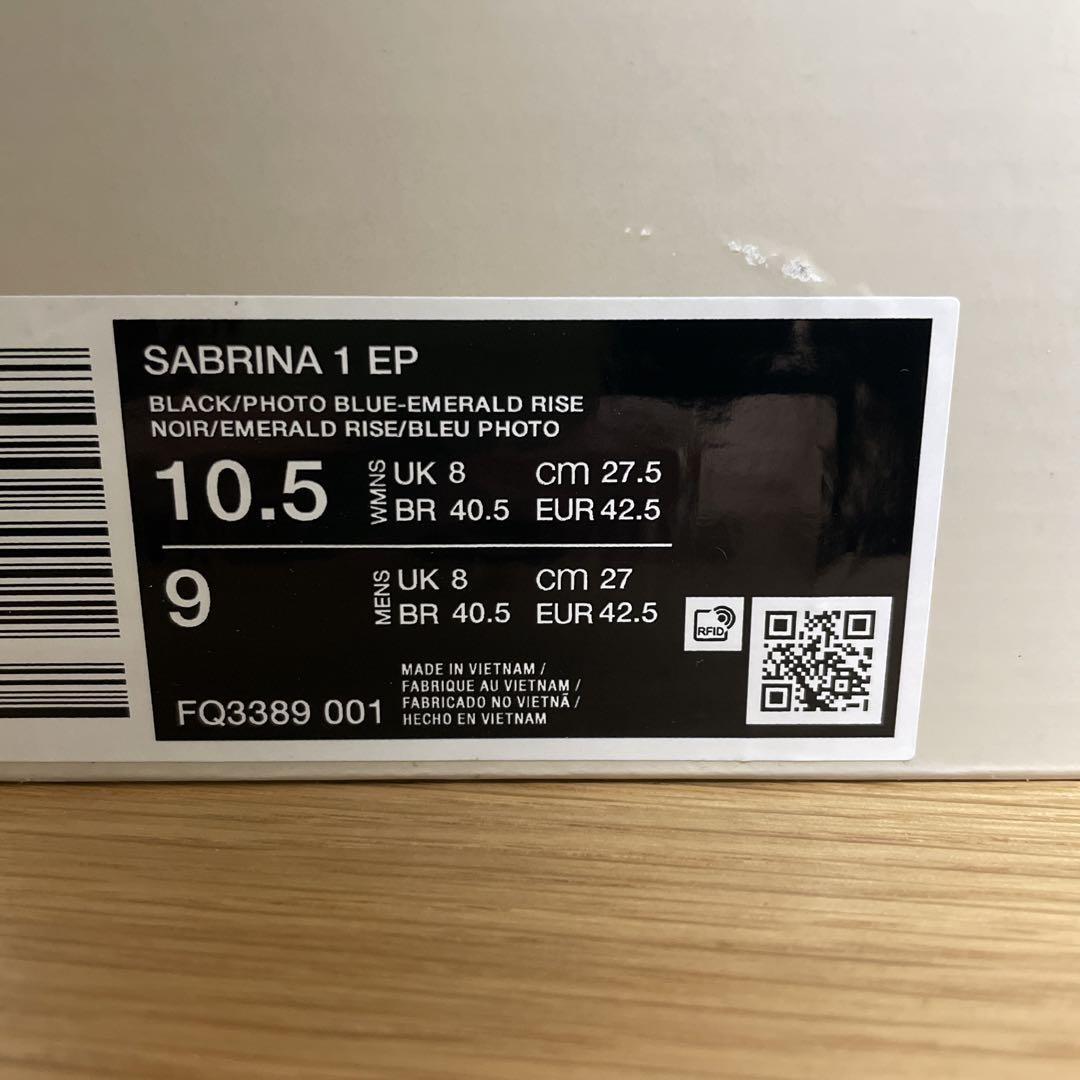 SABRINA 1 EP
BLACK/PHOTO BLUE-EMERALD RISE
NOIR/EMERALD RISE/BLEU PHOTO
10.5 WMNS UK 8 cm 27.5
BR 40.5 EUR 42.5
9 MENS UK 8 cm 27
BR 40.5 EUR 42.5
RFID
MADE IN VIETNAM /
FABRIQUE AU VIETNAM /
FABRICADO NO VIETNÃ /
HECHO EN VIETNAM
FQ3389 001